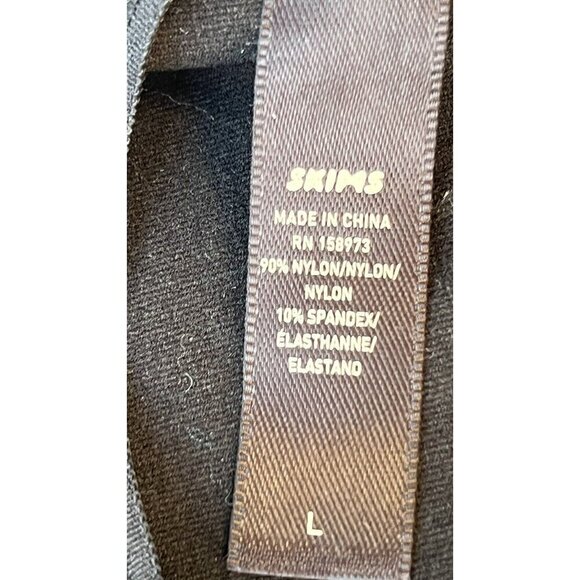 SKIMS
MADE IN CHINA
RN 158973
90% NYLON/NYLON/
NYLON
10% SPANDEX/
ÉLASTHANNE/
ELASTANO
L